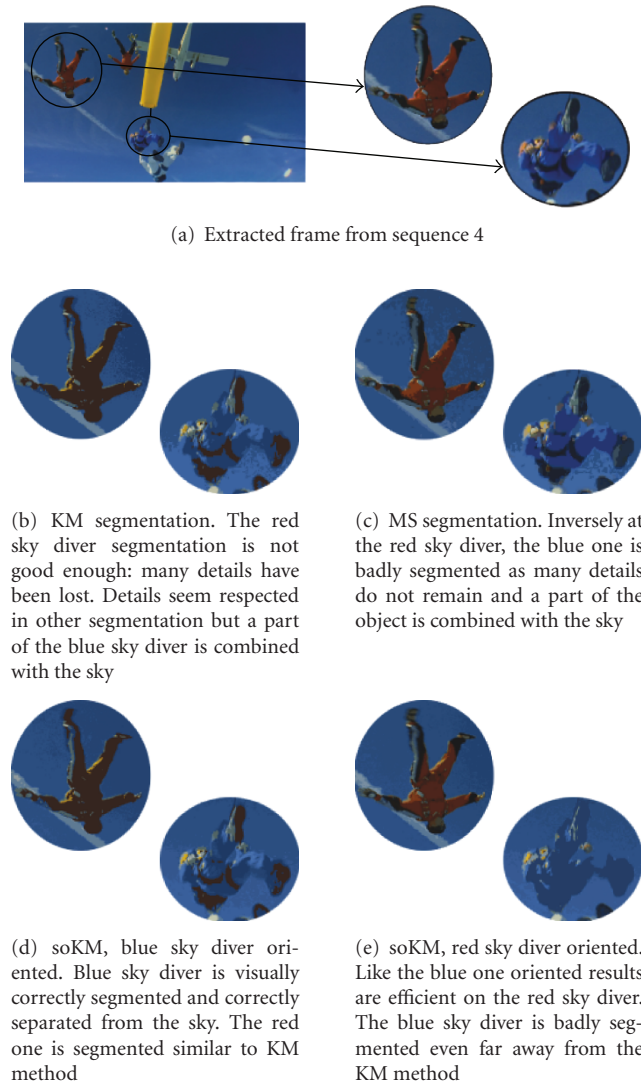 (a) Extracted frame from sequence 4
(b) KM segmentation. The red
sky diver segmentation is not
good enough: many details have
been lost. Details seem respected
in other segmentation but a part
of the blue sky diver is combined
with the sky
(c) MS segmentation. Inversely at
the red sky diver, the blue one is
badly segmented as many details
do not remain and a part of the
object is combined with the sky
(d) soKM, blue sky diver ori-
ented. Blue sky diver is visually
correctly segmented and correctly
separated from the sky. The red
one is segmented similar to KM
method
(e) soKM, red sky diver oriented.
Like the blue one oriented results
are efficient on the red sky diver.
The blue sky diver is badly seg-
mented even far away from the
KM method